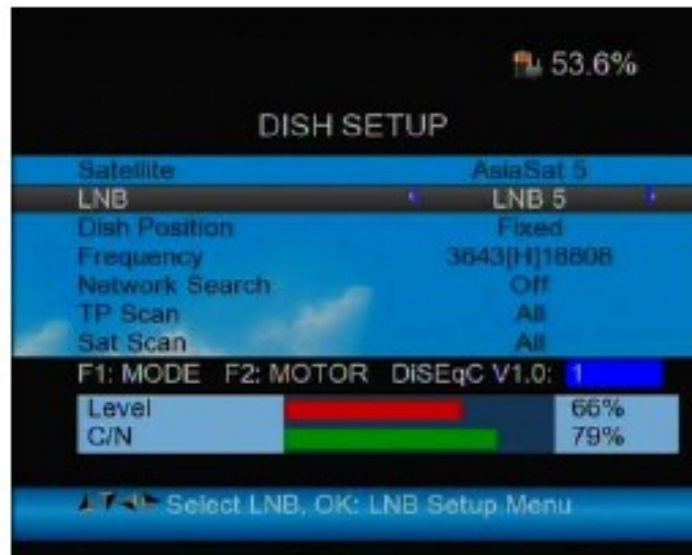 53.6%
DISH SETUP
Satellite AsiaSat 5
LNB LNB 5
Dish Position Fixed
Frequency 3643[H]18808
Network Search Off
TP Scan All
Sat Scan All
F1: MODE F2: MOTOR DiSEqC V1.0: 1
Level 66%
C/N 79%
Select LNB, OK: LNB Setup Menu